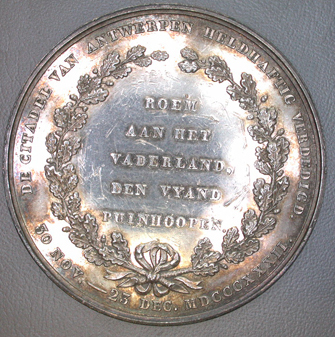 DE CITADEL VAN ANTWERPEN HELDHAFTIG VERDEDIGD.
30 NOV. — 23 DEC. MDCCCXXXII.
ROEM
AAN HET
VADERLAND,
DEN VYAND
PUINHOOPEN.